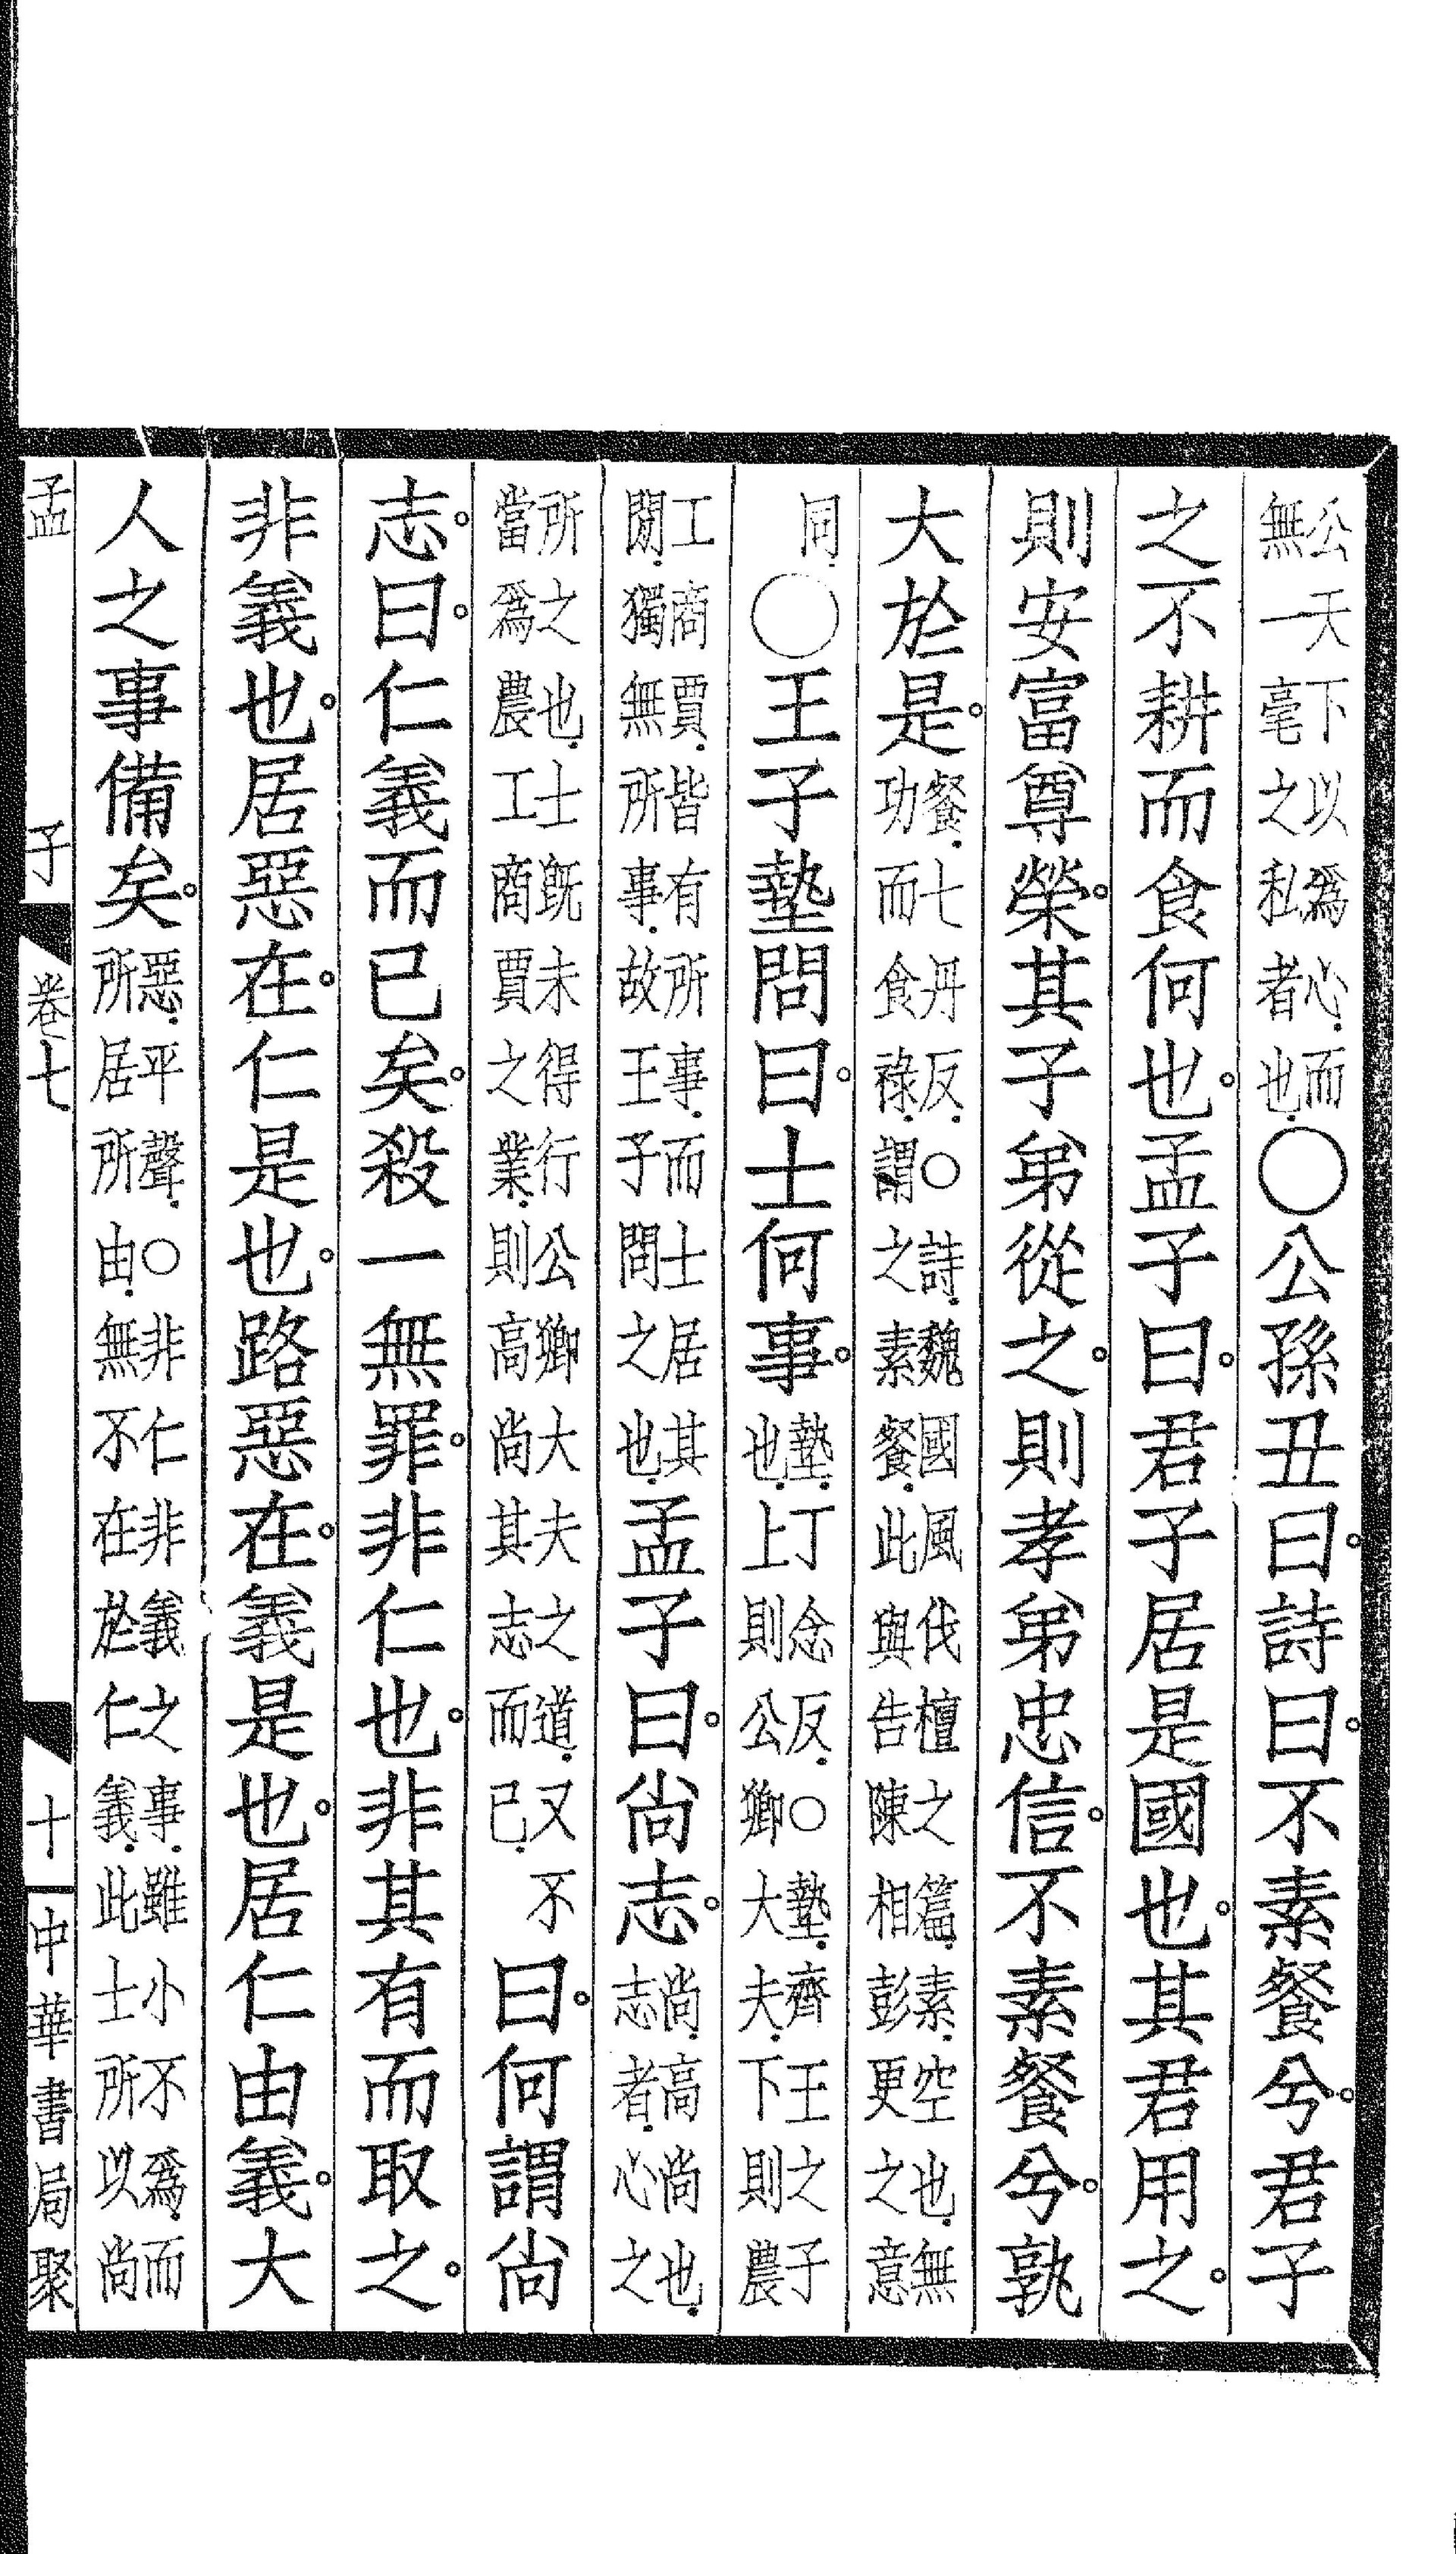 公天下以爲心.而無一毫之私者也.○公孫丑曰。詩曰。不素餐兮。君子
之不耕而食何也。孟子曰。君子居是國也。其君用之。
則安富尊榮。其子弟從之。則孝弟忠信。不素餐兮。孰
大於是。餐.七丹反.○詩.魏國風伐檀之篇.素.空也.無功而食祿.謂之素餐.此與告陳相彭更之意
同.○王子墊問曰。士何事。墊.丁念反.○墊.齊王之子也.上則公卿大夫.下則農
工商賈.皆有所事.而士居其閒.獨無所事.故王子問之也.孟子曰。尚志。尚.高尚也.志者.心之
所之也.士旣未得行公卿大夫之道.又不當爲農工商賈之業.則高尚其志而已.曰。何謂尚
志。曰。仁義而已矣。殺一無罪。非仁也。非其有而取之。
非義也。居惡在。仁是也。路惡在。義是也。居仁由義。大
人之事備矣。惡.平聲.○非仁非義之事.雖小不爲.而所居所由.無不在於仁義.此士所以尚
孟子 卷七 十 中華書局聚